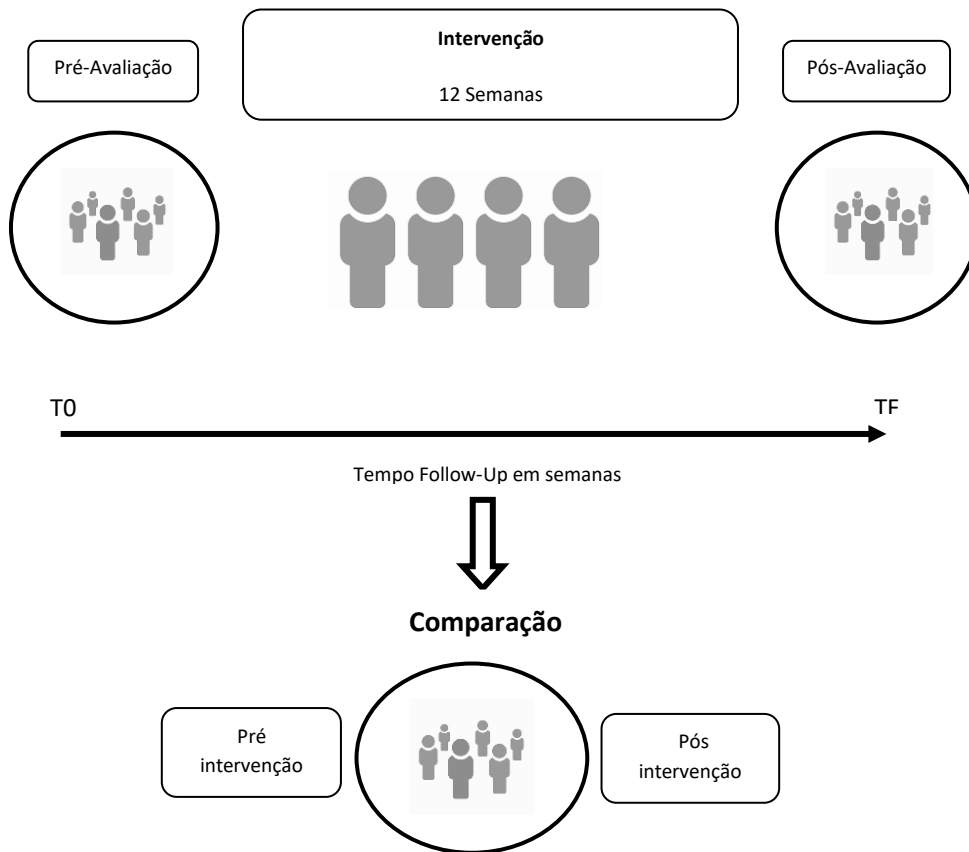 Intervenção
Pré-Avaliação
12 Semanas
Pós-Avaliação
T0
TF
Tempo Follow-Up em semanas
Comparação
Pré
intervenção
Pós
intervenção